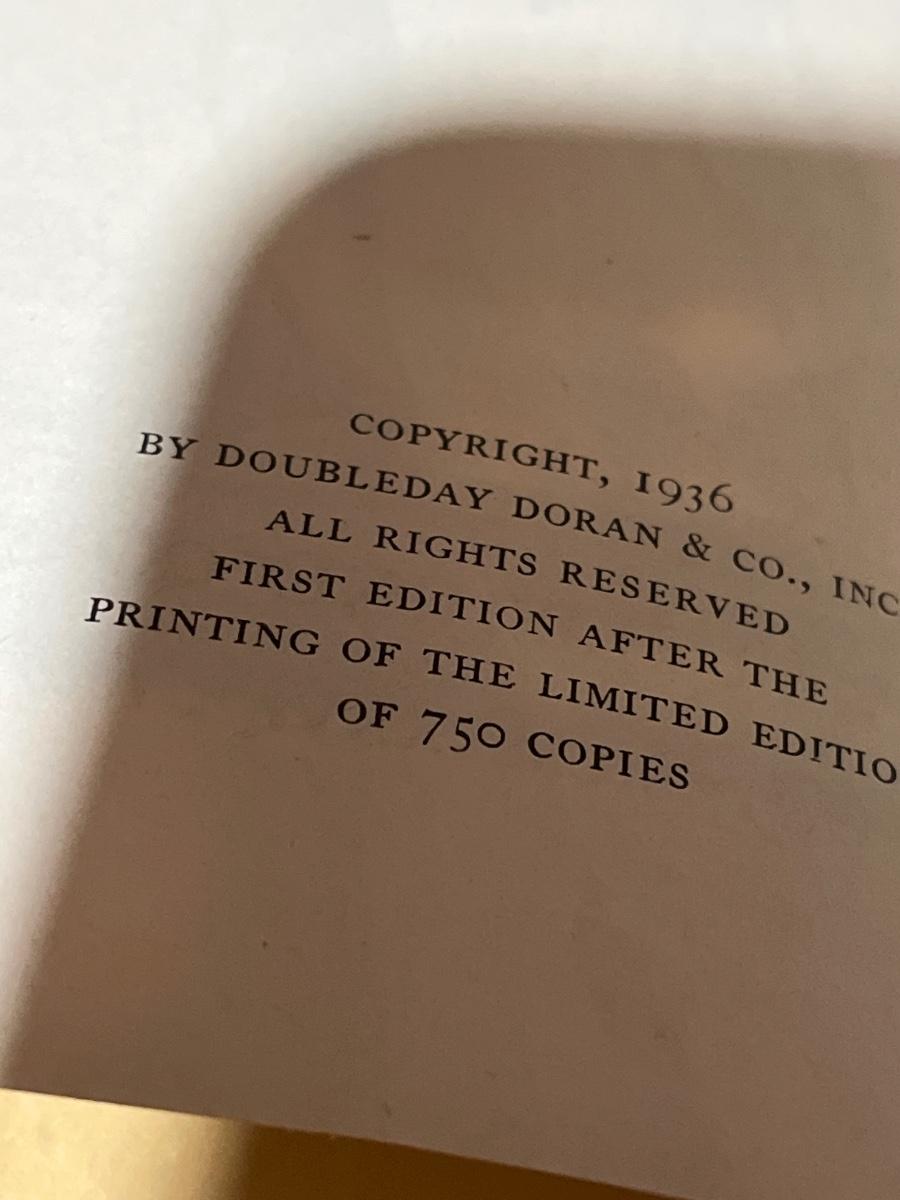 COPYRIGHT, 1936
BY DOUBLEDAY DORAN & CO., INC
ALL RIGHTS RESERVED
FIRST EDITION AFTER THE
PRINTING OF THE LIMITED EDITIO
OF 750 COPIES